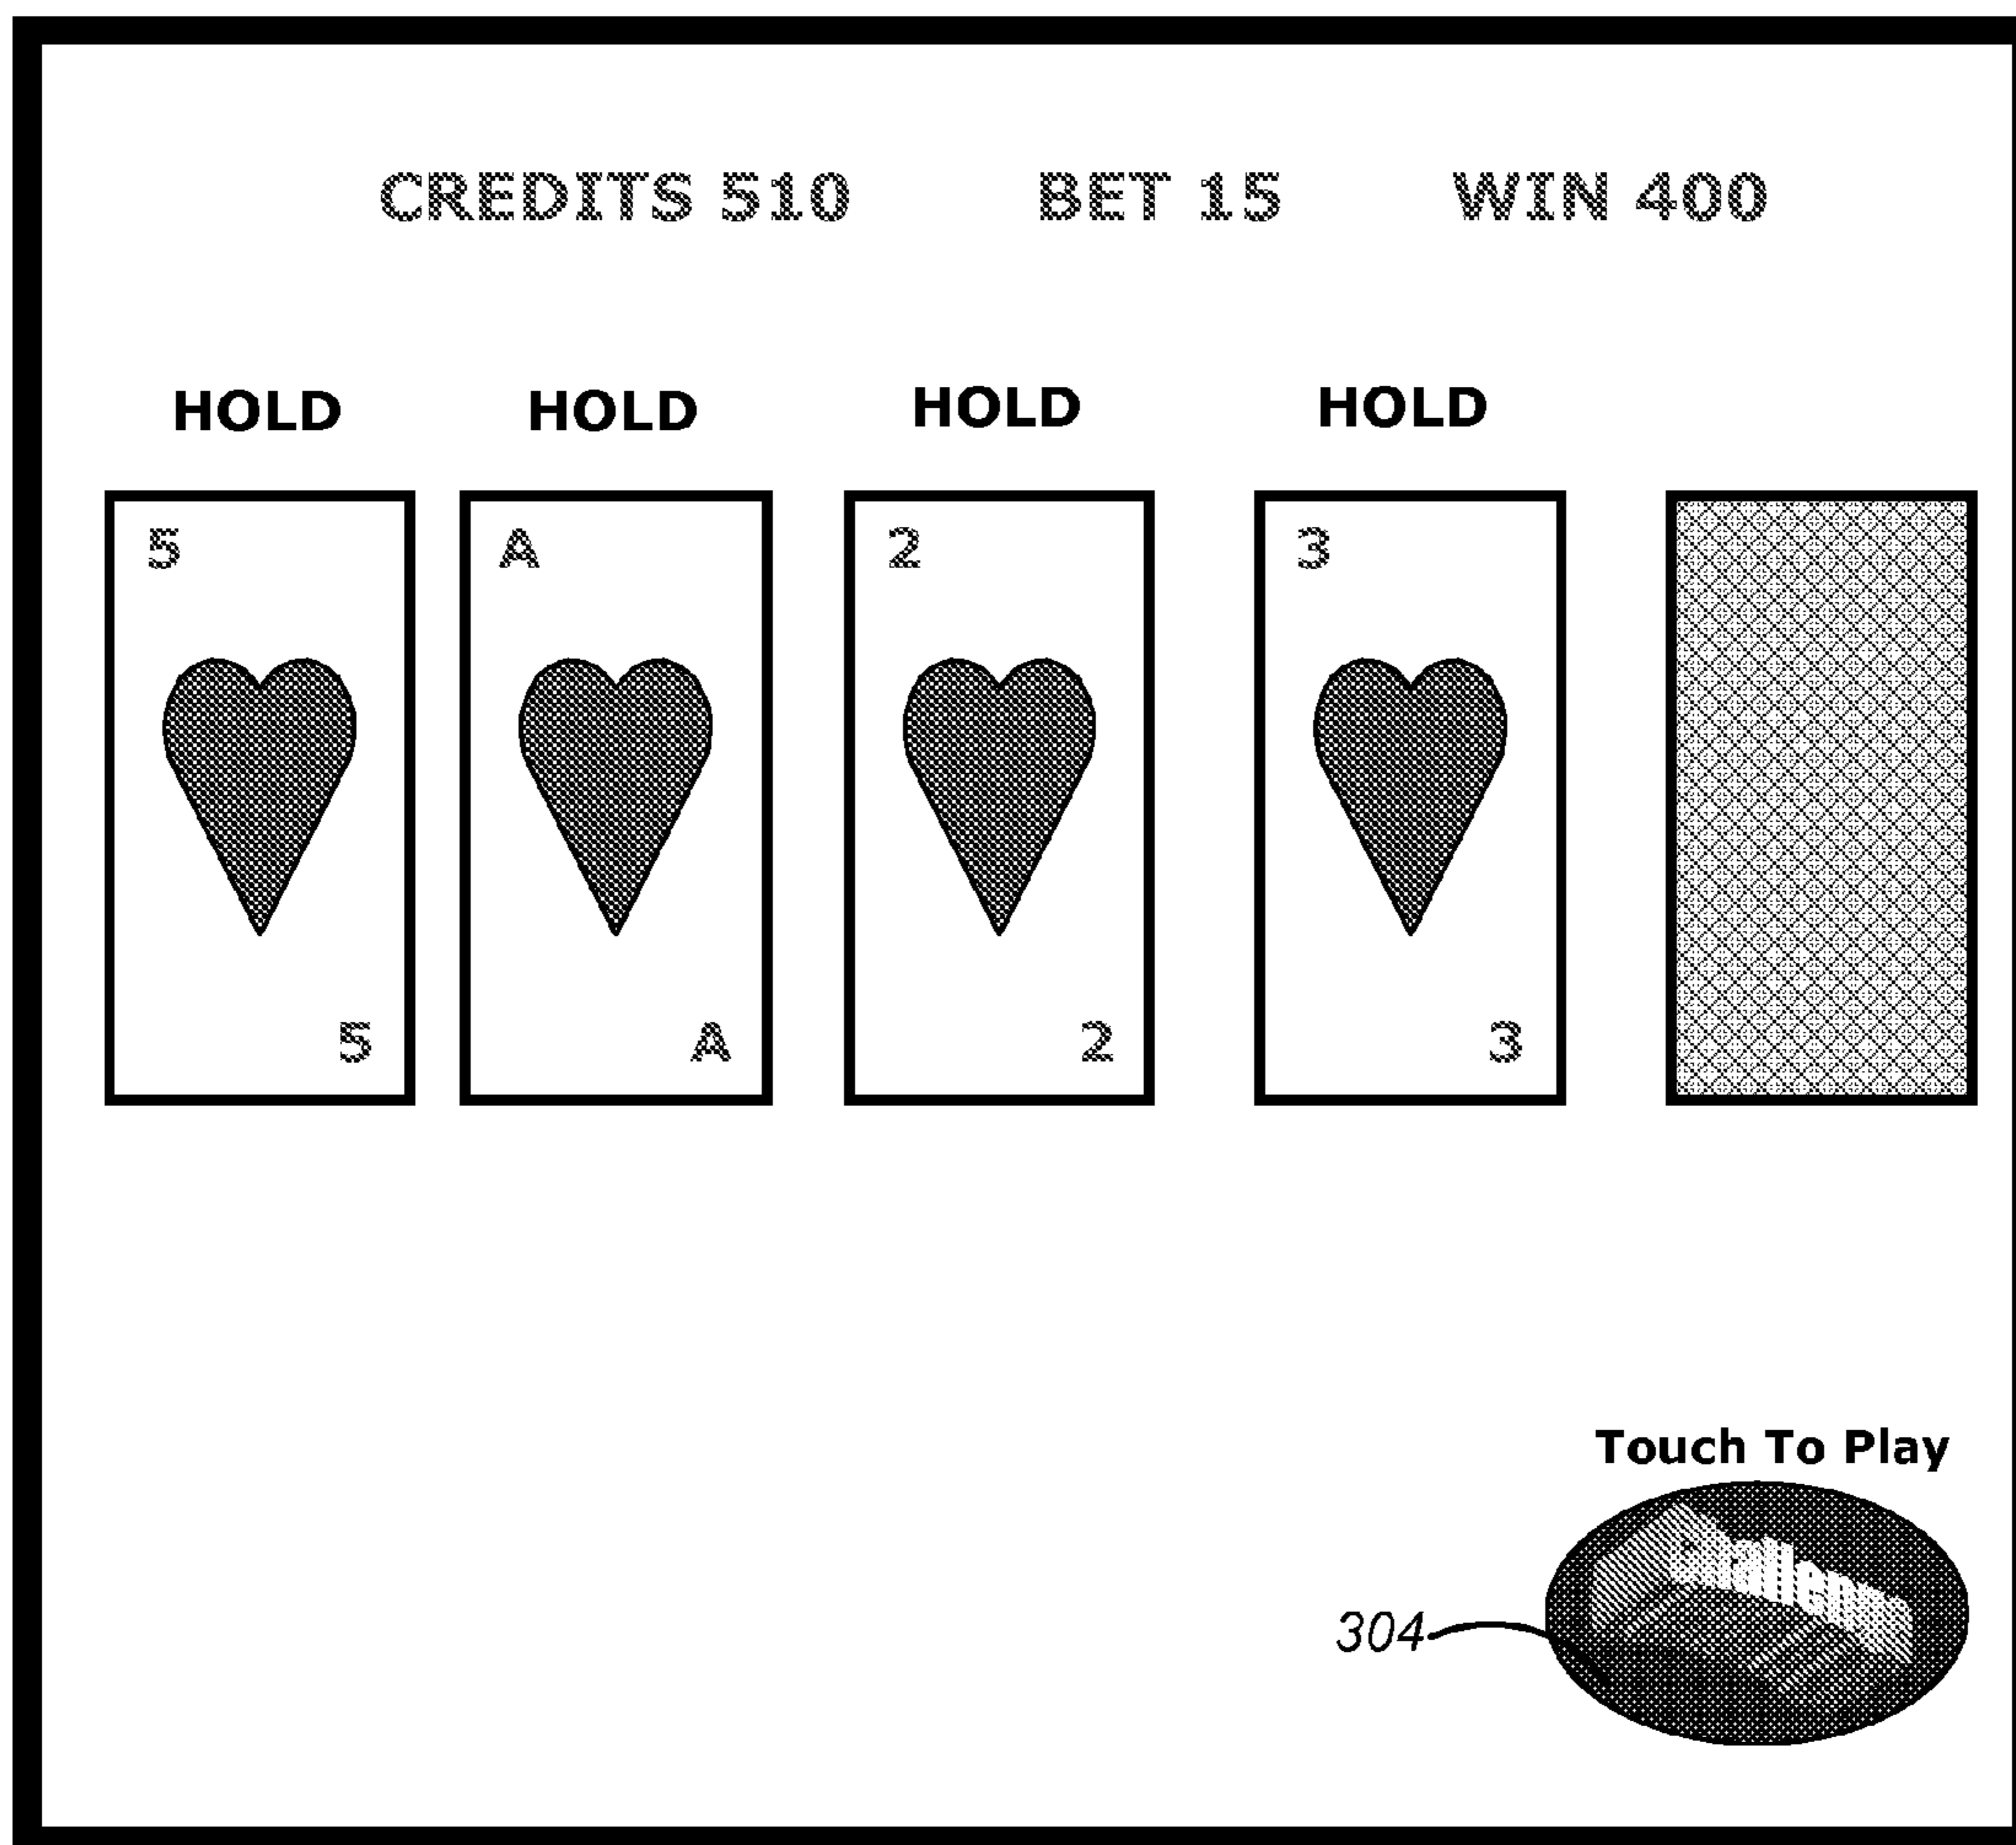 CREDITS 510 BET 15 WIN 400
HOLD HOLD HOLD HOLD
5 A 2 3
5 A 2 3
Touch To Play
Challenge
304